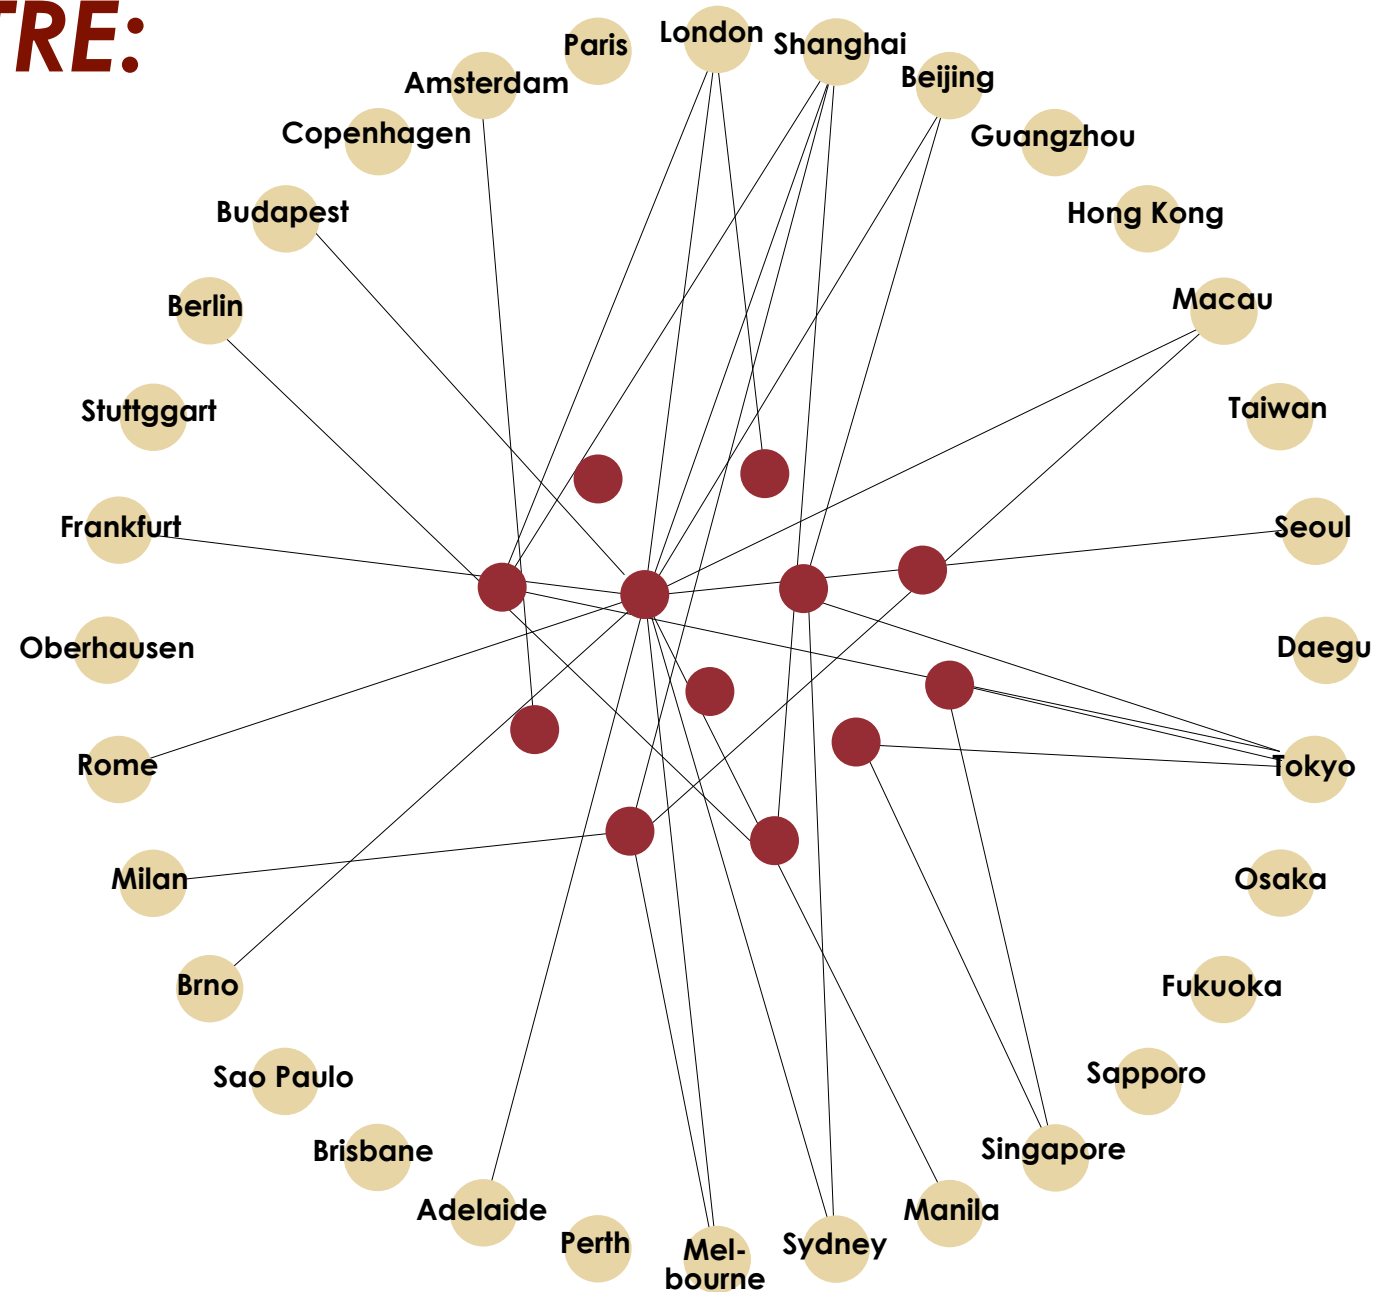 TRE:
London
Shanghai
Paris
Beijing
Amsterdam
Copenhagen
Guangzhou
Budapest
Hong Kong
Berlin
Macau
Stuttggart
Taiwan
Frankfurt
Seoul
Oberhausen
Daegu
Rome
Tokyo
Milan
Osaka
Brno
Fukuoka
Sao Paulo
Sapporo
Brisbane
Singapore
Adelaide
Manila
Perth
Sydney
Mel-
bourne